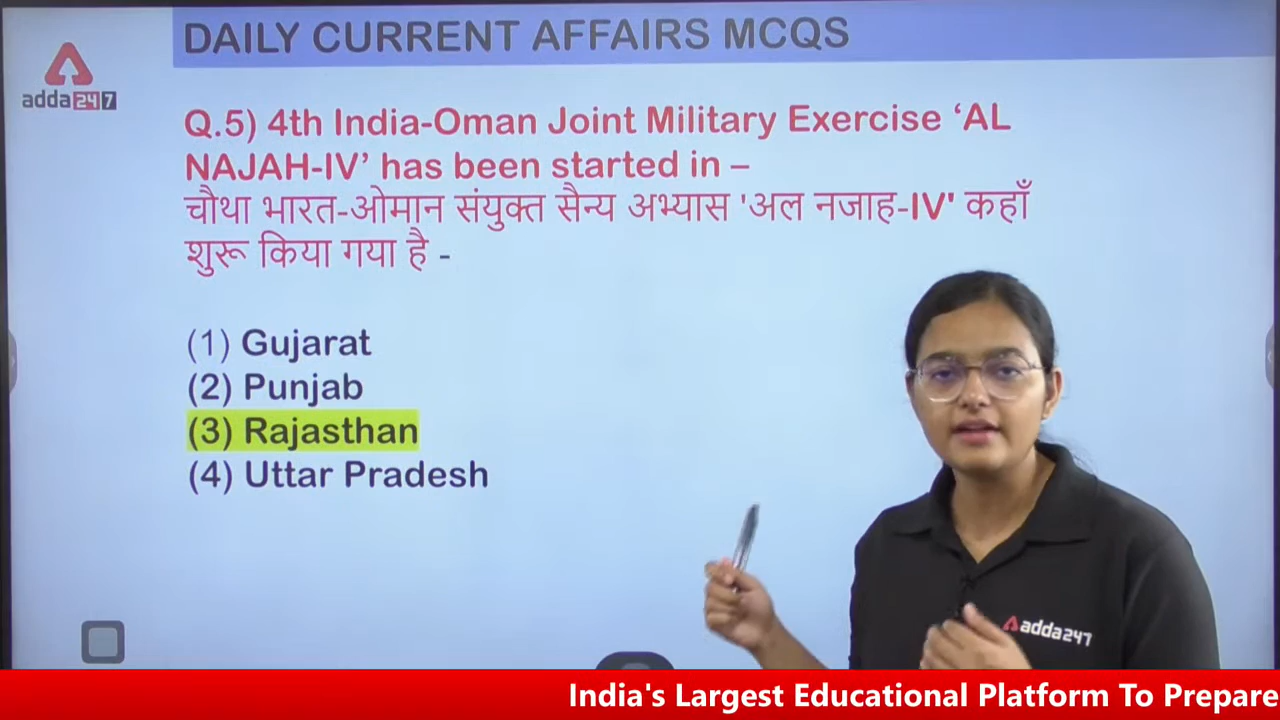 DAILY CURRENT AFFAIRS MCQS
adda247
Q.5) 4th India-Oman Joint Military Exercise ‘AL
NAJAH-IV’ has been started in –
चौथा भारत-ओमान संयुक्त सैन्य अभ्यास 'अल नजाह-IV' कहाँ
शुरू किया गया है -
(1) Gujarat
(2) Punjab
(3) Rajasthan
(4) Uttar Pradesh
adda247
India's Largest Educational Platform To Prepare